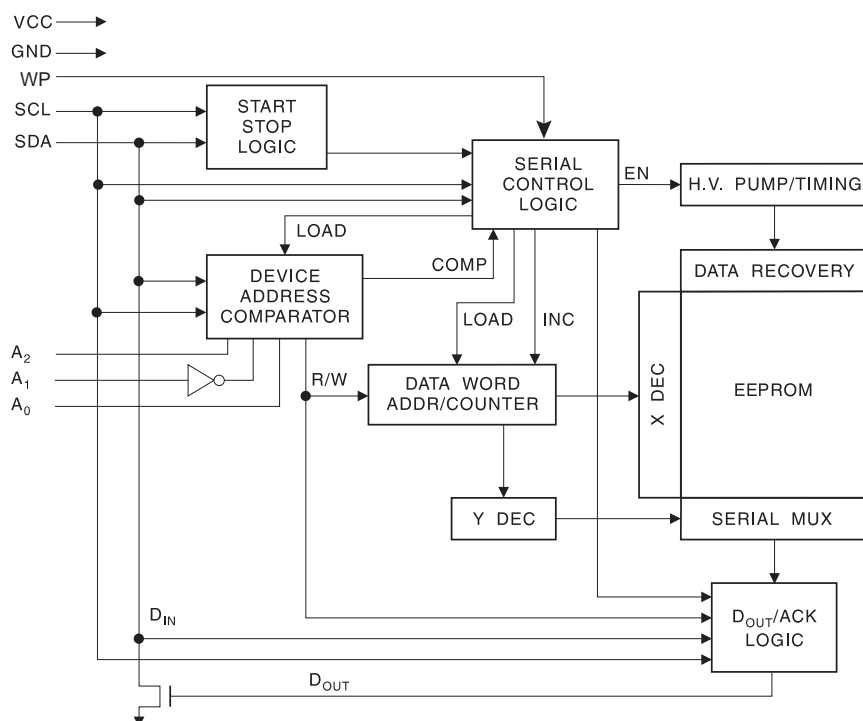 VCC
GND
WP
SCL
SDA
START
STOP
LOGIC
SERIAL
CONTROL
LOGIC
EN
H.V. PUMP/TIMING
LOAD
COMP
DEVICE
ADDRESS
COMPARATOR
DATA RECOVERY
LOAD
INC
A2
A1
A0
R/W
DATA WORD
ADDR/COUNTER
X DEC
EEPROM
Y DEC
SERIAL MUX
DIN
DOUT/ACK
LOGIC
DOUT